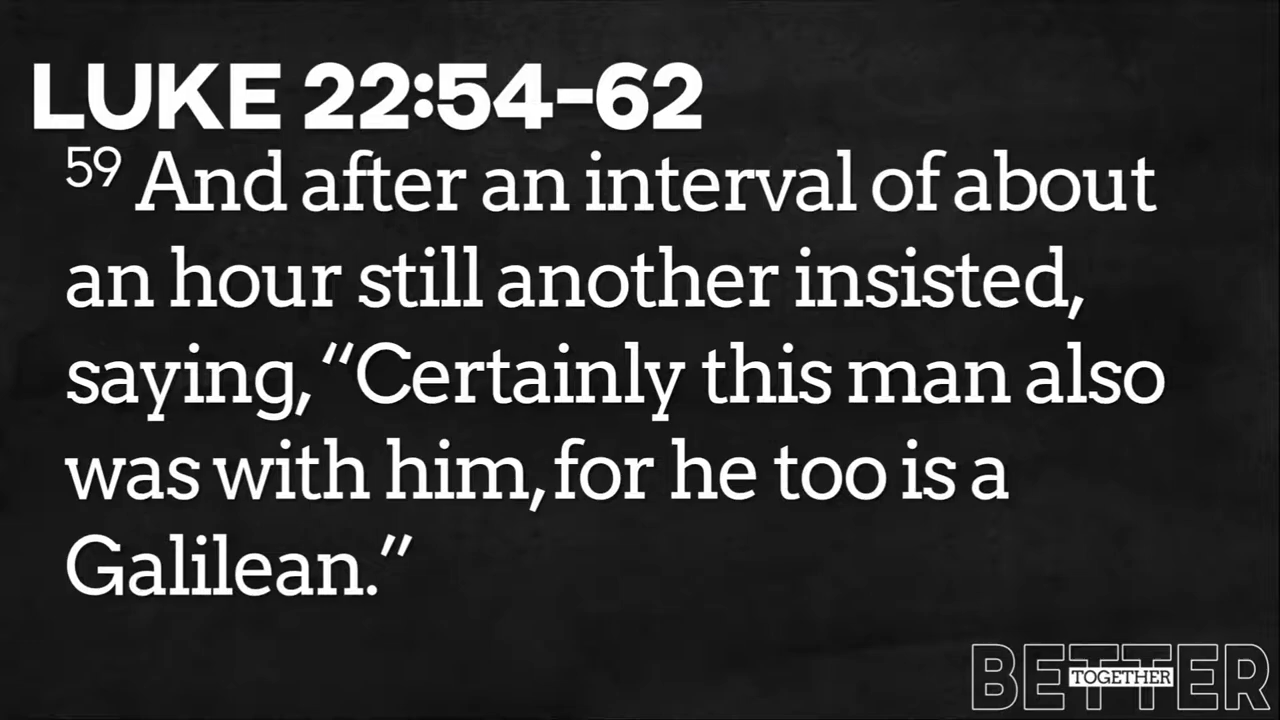 LUKE 22:54-62
59 And after an interval of about
an hour still another insisted,
saying, “Certainly this man also
was with him, for he too is a
Galilean.”
BETTER
TOGETHER